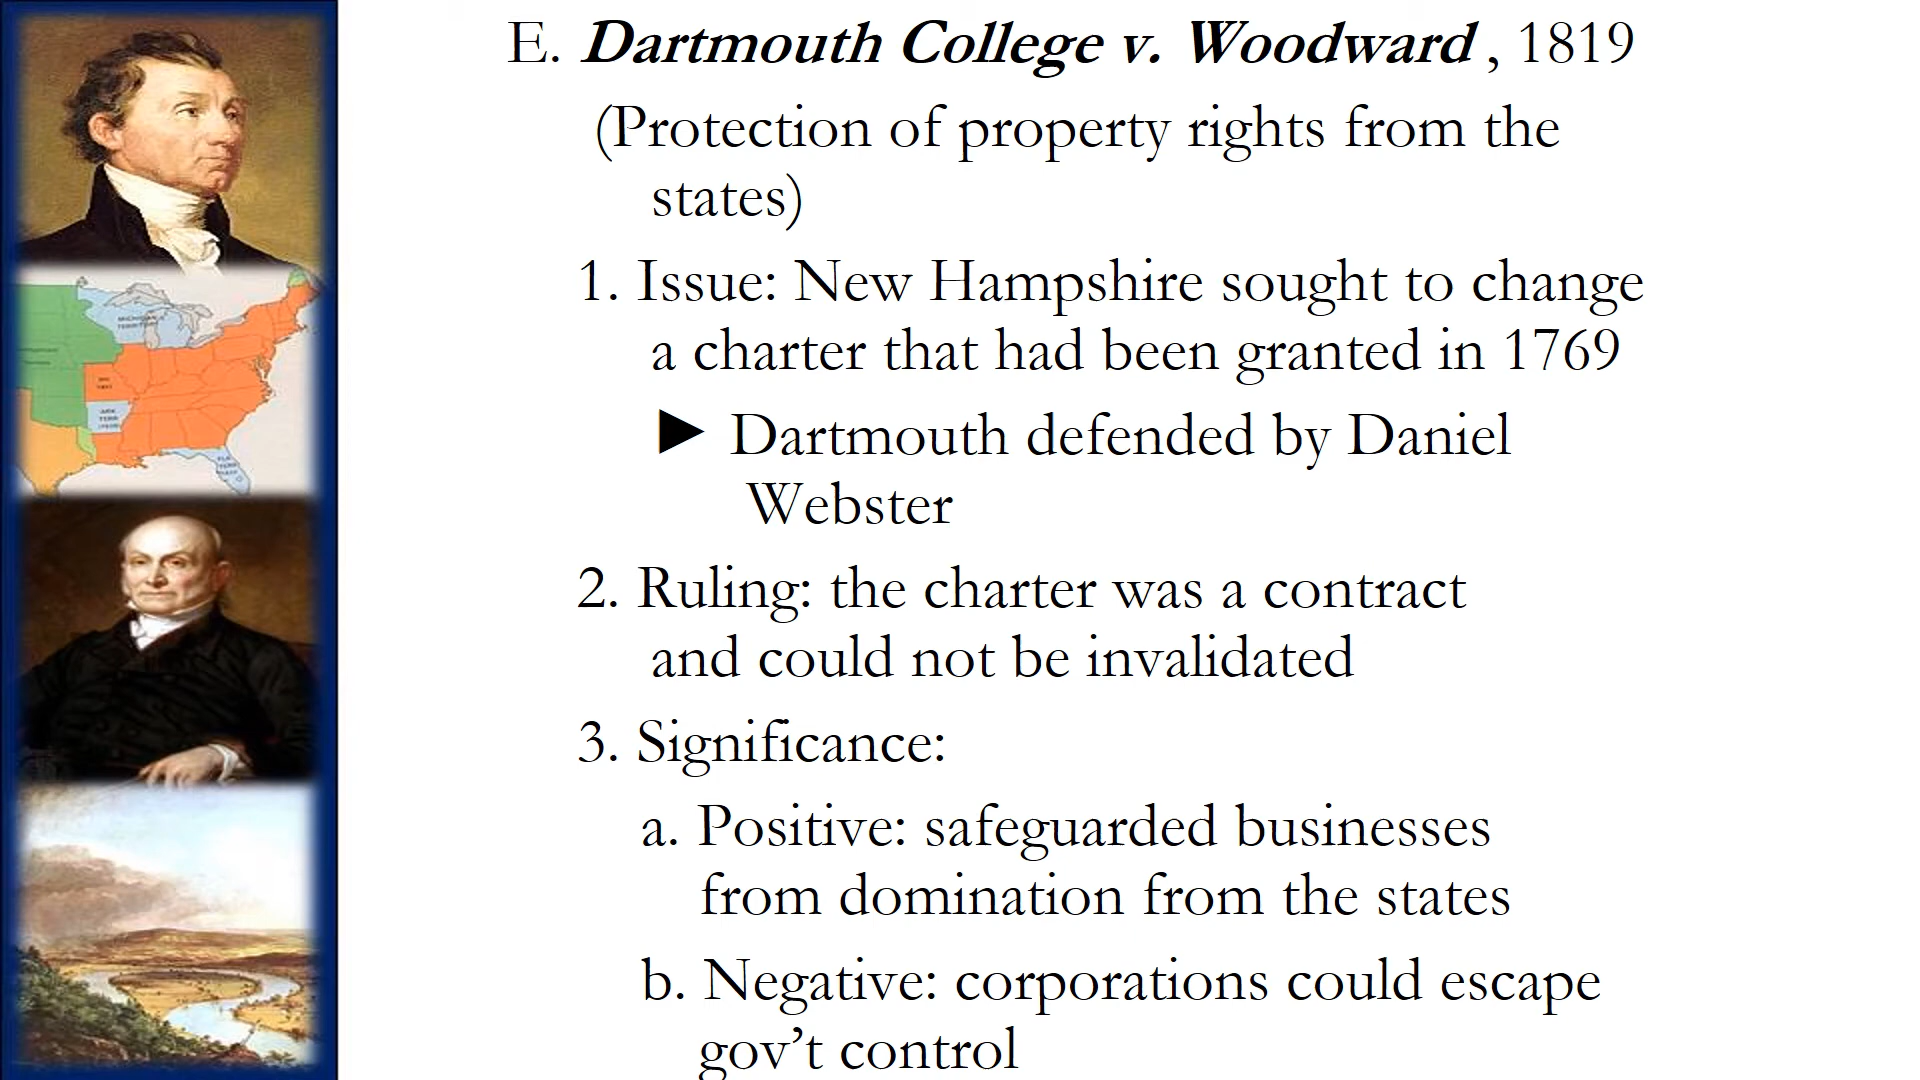 E. Dartmouth College v. Woodward , 1819
(Protection of property rights from the
states)
1. Issue: New Hampshire sought to change
a charter that had been granted in 1769
► Dartmouth defended by Daniel
Webster
2. Ruling: the charter was a contract
and could not be invalidated
3. Significance:
a. Positive: safeguarded businesses
from domination from the states
b. Negative: corporations could escape
gov’t control